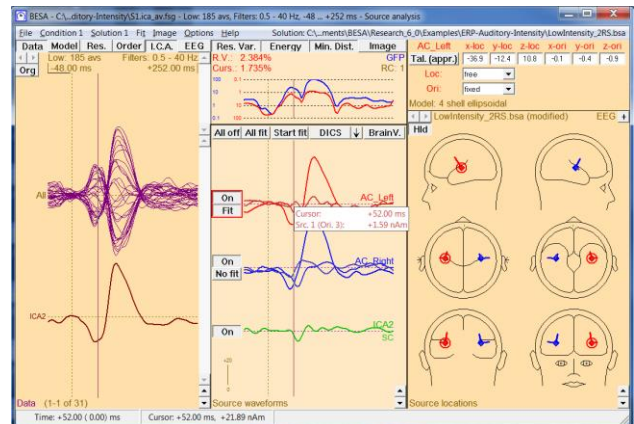 BESA - C:\..ditory-Intensity\S1.ica_av.fsg - Low: 185 avs, Filters: 0.5 - 40 Hz, -48 ... +252 ms - Source analysis
File Condition 1 Solution 1 Fit Image Options Help Solution: C:\..ments\BESA\Research_6_0\Examples\ERP-Auditory-Intensity\LowIntensity_2RS.bsa
Data Model Res. Order I.C.A. EEG Res. Var. Energy Min. Dist. Image AC_Left x-loc y-loc z-loc x-ori y-ori z-ori
Low: 185 avs Filters: 0.5 - 40 Hz R.V.: 2.384% GFP Tal. (appr.) -36.9 -12.4 10.8 -0.1 -0.4 -0.9
Org -48.00 ms +252.00 ms Curs.: 1.735% RC: 1
Loc: free
Ori: fixed
Model: 4 shell ellipsoidal
LowIntensity_2RS.bsa (modified) EEG
All off All fit Start fit DICS BrainV. Hld
All
On AC_Left
Fit
Cursor: +52.00 ms
Src. 1 (Ori. 3): +1.59 nAm
On AC_Right
No fit
ICA2
On ICA2
SC
+20
0
Data (1-1 of 31) Source waveforms Source locations
Time: +52.00 ( 0.00) ms Cursor: +52.00 ms, +21.89 nAm